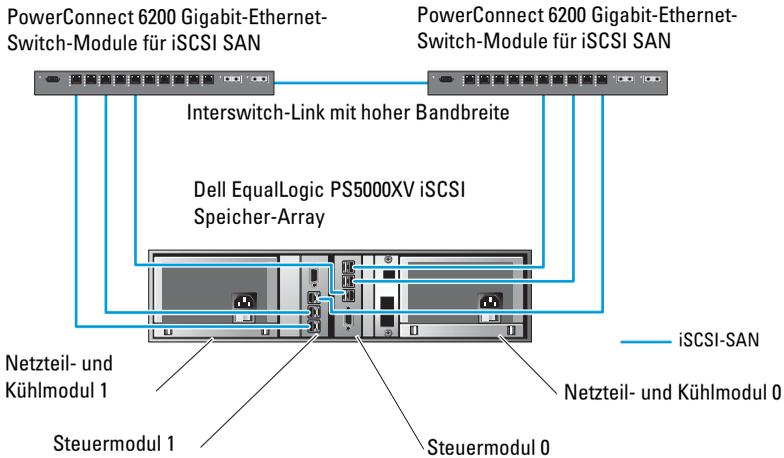 PowerConnect 6200 Gigabit-Ethernet-
Switch-Module für iSCSI SAN
PowerConnect 6200 Gigabit-Ethernet-
Switch-Module für iSCSI SAN
Interswitch-Link mit hoher Bandbreite
Dell EqualLogic PS5000XV iSCSI
Speicher-Array
iSCSI-SAN
Netzteil- und
Kühlmodul 1
Netzteil- und Kühlmodul 0
Steuermodul 1
Steuermodul 0